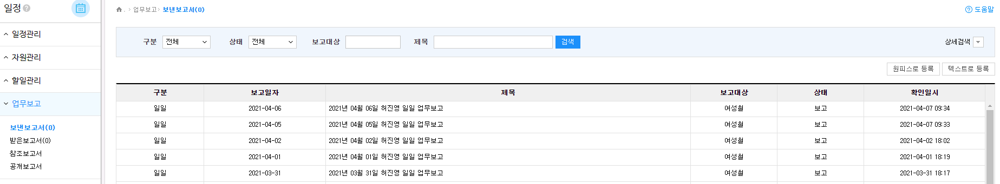 일정
일정관리
자원관리
할일관리
업무보고
보낸보고서(0)
받은보고서(0)
참조보고서
공개보고서
. > 업무보고> 보낸보고서(0)
도움말
구분 전체 상태 전체 보고대상 제목 검색 상세검색
원피스로 등록 텍스트로 등록
구분 보고일자 제목 보고대상 상태 확인일시
일일 2021-04-06 2021년 04월 06일 허진영 일일 업무보고 여성철 보고 2021-04-07 09:34
일일 2021-04-05 2021년 04월 05일 허진영 일일 업무보고 여성철 보고 2021-04-07 09:33
일일 2021-04-02 2021년 04월 02일 허진영 일일 업무보고 여성철 보고 2021-04-02 18:02
일일 2021-04-01 2021년 04월 01일 허진영 일일 업무보고 여성철 보고 2021-04-01 18:19
일일 2021-03-31 2021년 03월 31일 허진영 일일 업무보고 여성철 보고 2021-03-31 18:17